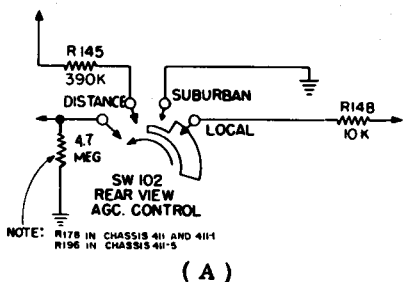 R145
390K
DISTANCE
SUBURBAN
R148
10 K
LOCAL
4.7
MEG
SW 102
REAR VIEW
AGC. CONTROL
NOTE: R178 IN CHASSIS 411 AND 411-1
R196 IN CHASSIS 411-5
( A )